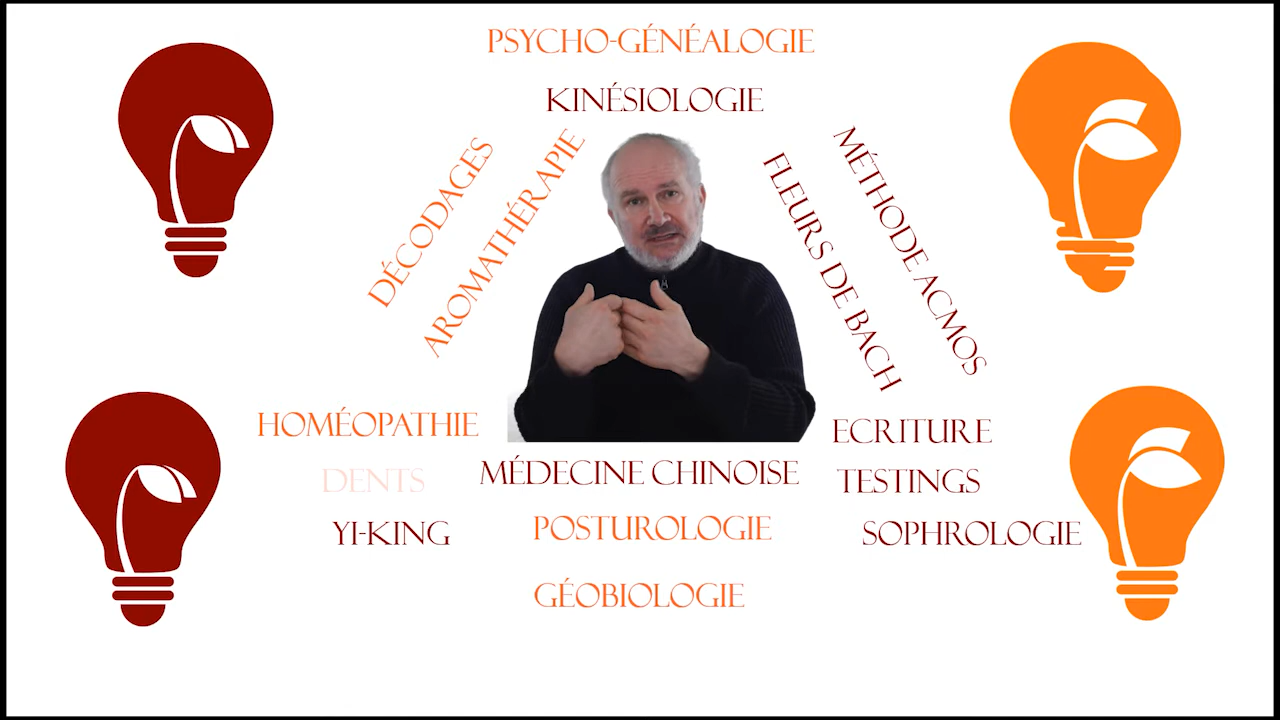 PSYCHO-GÉNÉALOGIE
KINÉSIOLOGIE
DÉCODAGES
AROMATHÉRAPIE
FLEURS DE BACH
MÉTHODE ACMOS
HOMÉOPATHIE
ECRITURE
DENTS
MÉDECINE CHINOISE
TESTINGS
YI-KING
POSTUROLOGIE
SOPHROLOGIE
GÉOBIOLOGIE